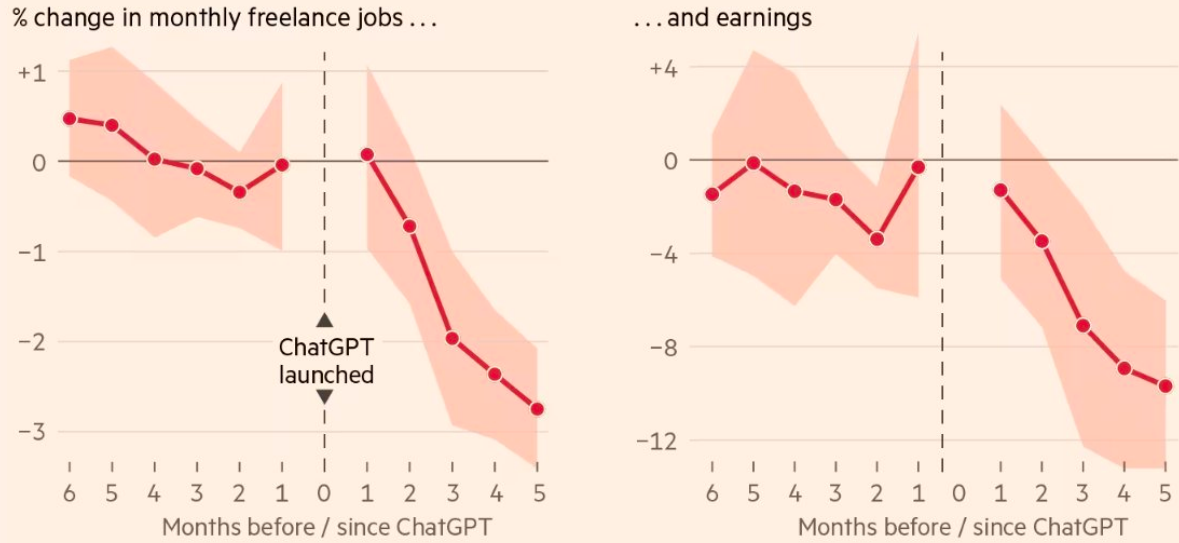 % change in monthly freelance jobs ...
+1
0
−1
−2
−3
ChatGPT
launched
6 5 4 3 2 1 0 1 2 3 4 5
Months before / since ChatGPT
... and earnings
+4
0
−4
−8
−12
6 5 4 3 2 1 0 1 2 3 4 5
Months before / since ChatGPT